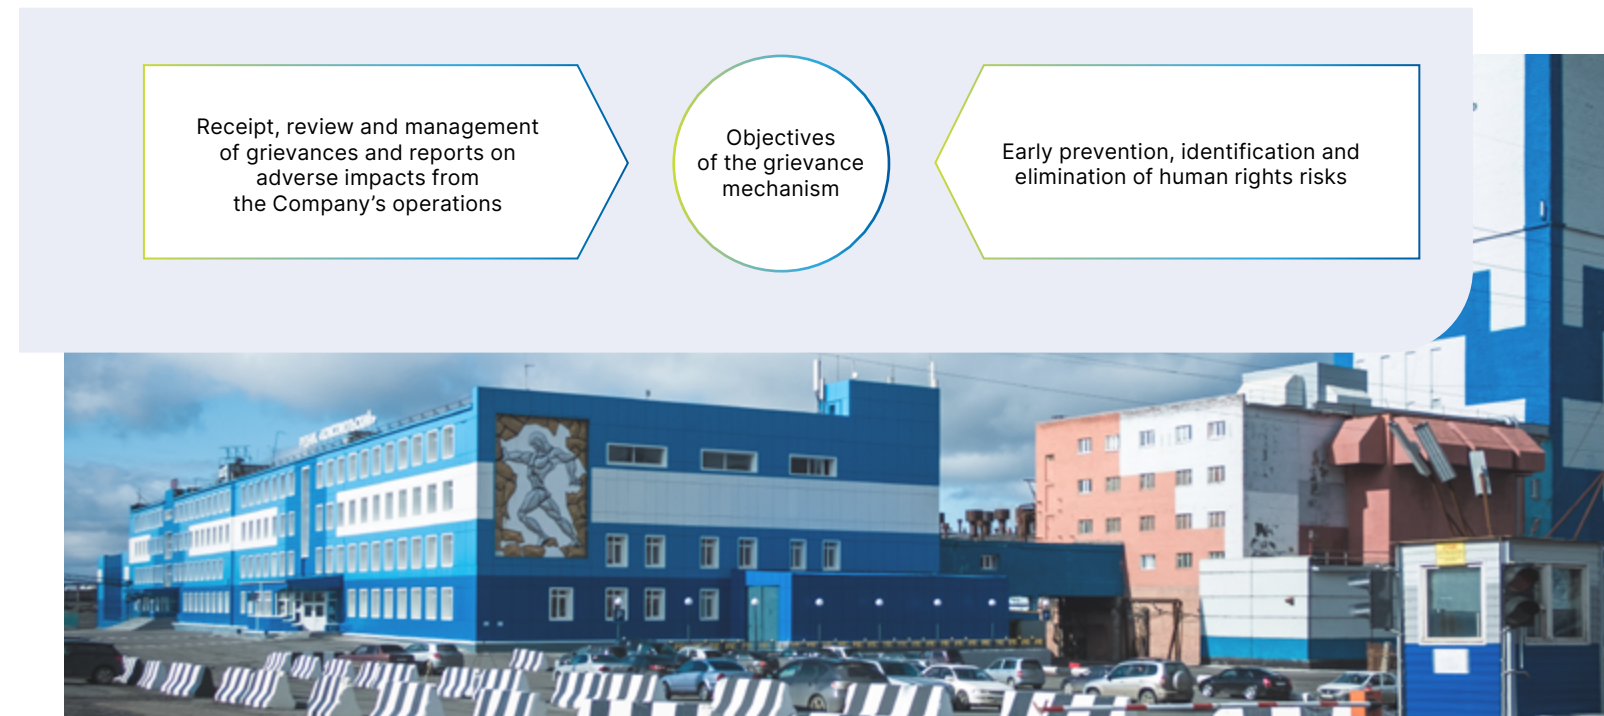 Receipt, review and management
of grievances and reports on
adverse impacts from
the Company’s operations
Objectives
of the grievance
mechanism
Early prevention, identification and
elimination of human rights risks